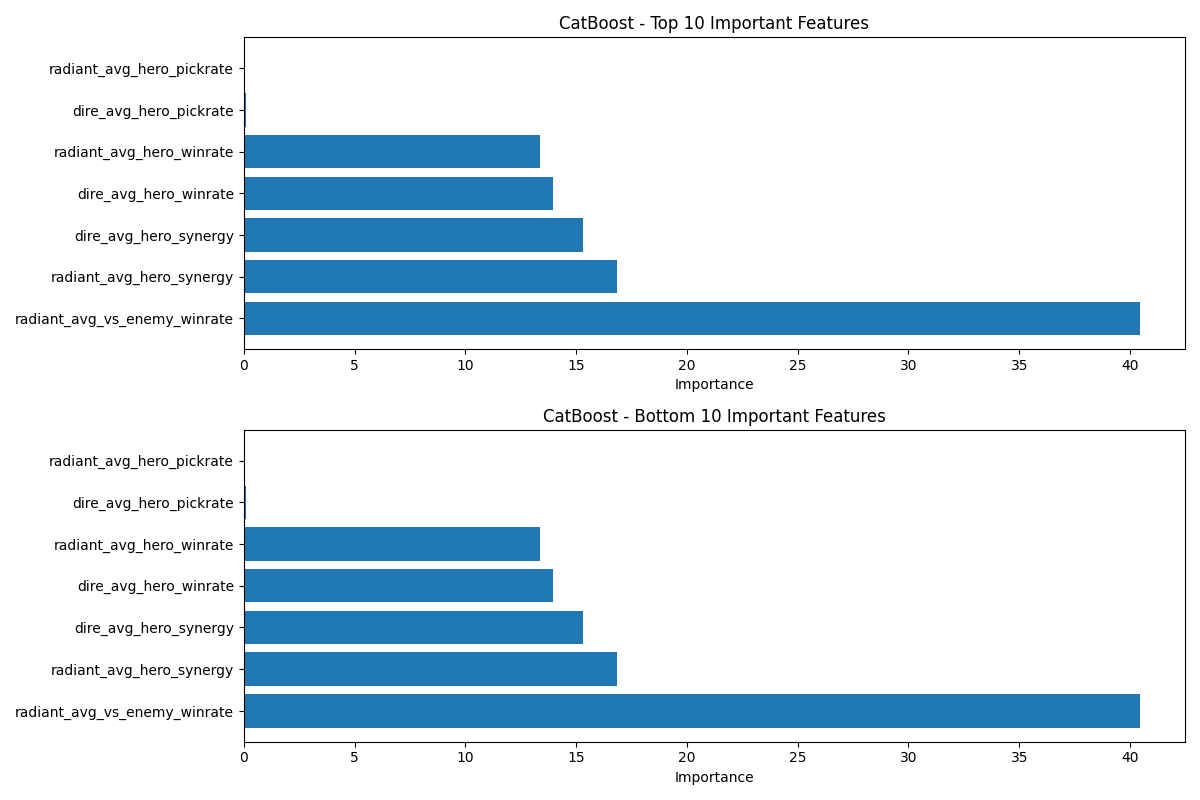 CatBoost - Top 10 Important Features
radiant_avg_hero_pickrate
dire_avg_hero_pickrate
radiant_avg_hero_winrate
dire_avg_hero_winrate
dire_avg_hero_synergy
radiant_avg_hero_synergy
radiant_avg_vs_enemy_winrate
0 5 10 15 20 25 30 35 40
Importance
CatBoost - Bottom 10 Important Features
radiant_avg_hero_pickrate
dire_avg_hero_pickrate
radiant_avg_hero_winrate
dire_avg_hero_winrate
dire_avg_hero_synergy
radiant_avg_hero_synergy
radiant_avg_vs_enemy_winrate
0 5 10 15 20 25 30 35 40
Importance